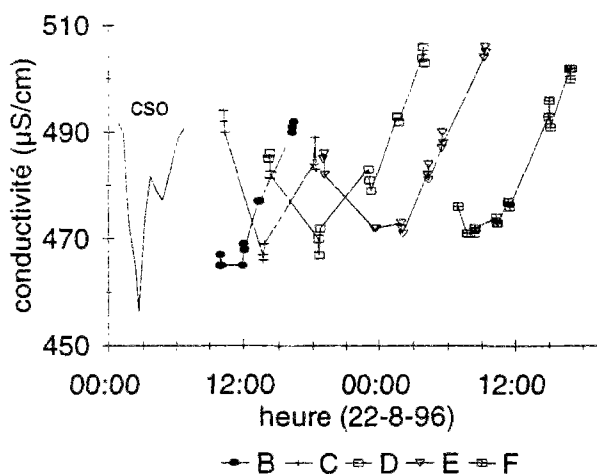 conductivité (µS/cm)
510
490
470
450
CSO
00:00 12:00 00:00 12:00
heure (22-8-96)
B C D E F